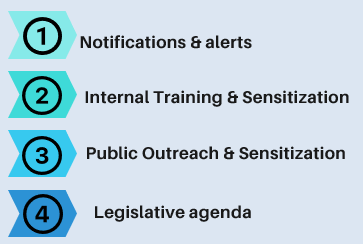 1 Notifications & alerts
2 Internal Training & Sensitization
3 Public Outreach & Sensitization
4 Legislative agenda